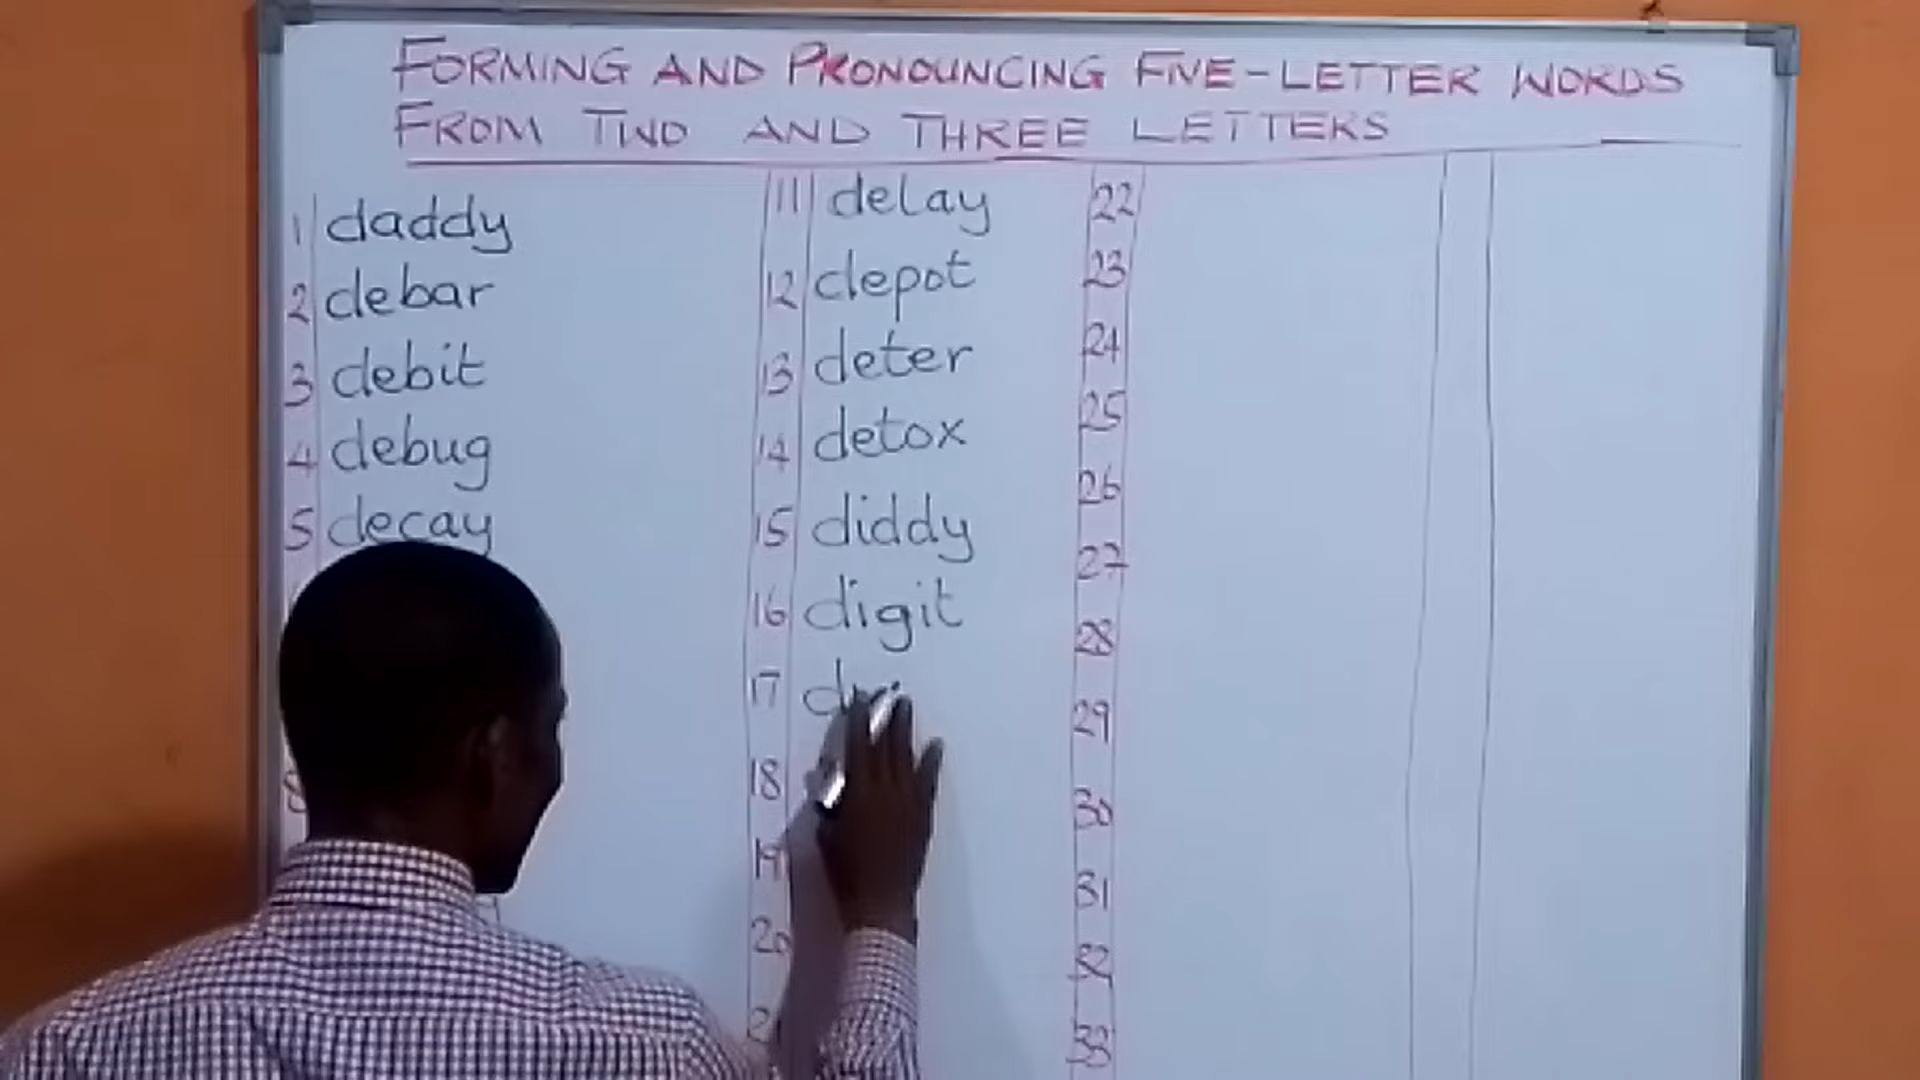 FORMING AND PRONOUNCING FIVE-LETTER WORDS
FROM TWO AND THREE LETTERS
1 daddy
2 debar
3 debit
4 debug
5 decay
11 delay
12 depot
13 deter
14 detox
15 diddy
16 digit
17
18
19
20
22
23
24
25
26
27
28
29
30
31
32
33